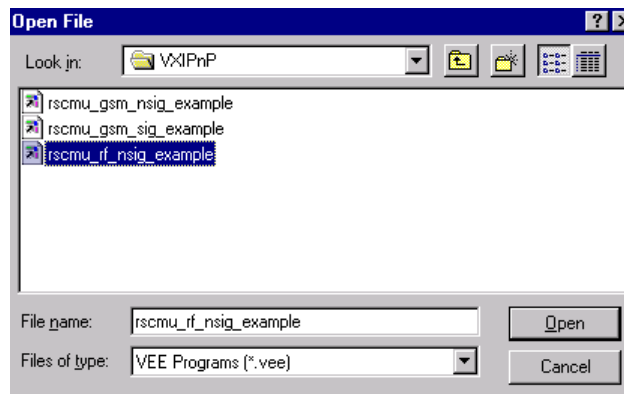 Open File
Look in: VXIPnP
rscmu_gsm_nsig_example
rscmu_gsm_sig_example
rscmu_rf_nsig_example
File name: rscmu_rf_nsig_example Open
Files of type: VEE Programs (*.vee) Cancel